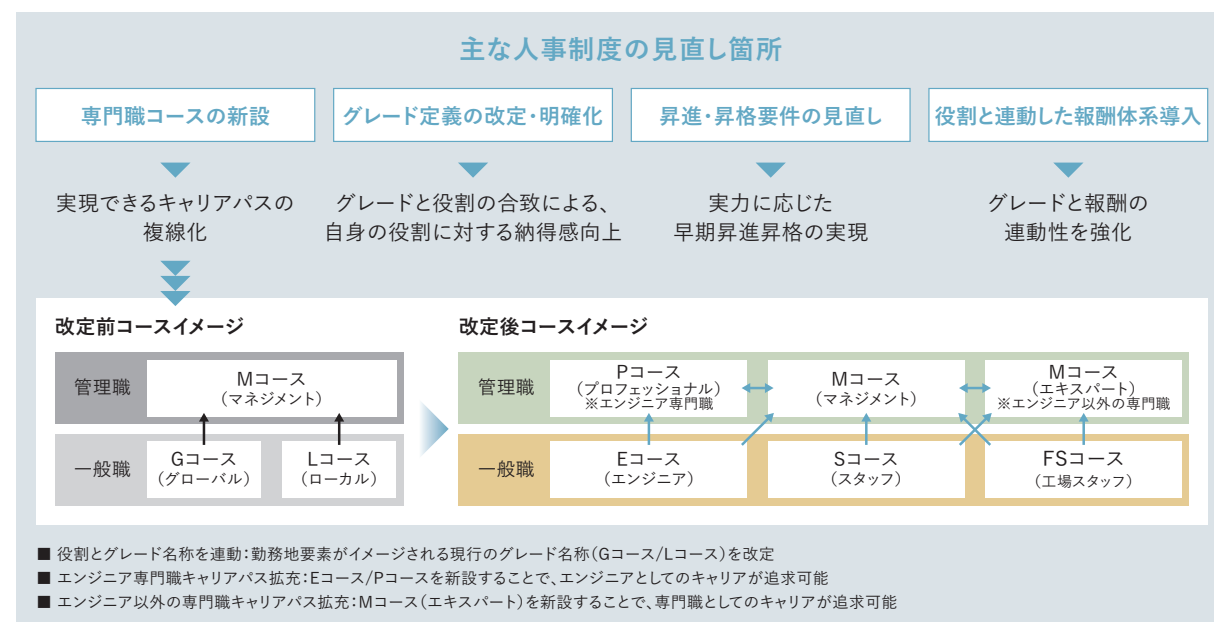 主な人事制度の見直し箇所
専門職コースの新設
グレード定義の改定・明確化
昇進・昇格要件の見直し
役割と連動した報酬体系導入
実現できるキャリアパスの
複線化
グレードと役割の合致による、
自身の役割に対する納得感向上
実力に応じた
早期昇進昇格の実現
グレードと報酬の
連動性を強化
改定前コースイメージ
管理職
Mコース
(マネジメント)
一般職
Gコース
(グローバル)
Lコース
(ローカル)
改定後コースイメージ
管理職
Pコース
(プロフェッショナル)
※エンジニア専門職
Mコース
(マネジメント)
Mコース
(エキスパート)
※エンジニア以外の専門職
一般職
Eコース
(エンジニア)
Sコース
(スタッフ)
FSコース
(工場スタッフ)
■ 役割とグレード名称を連動：勤務地要素がイメージされる現行のグレード名称(Gコース/Lコース)を改定
■ エンジニア専門職キャリアパス拡充：Eコース/Pコースを新設することで、エンジニアとしてのキャリアが追求可能
■ エンジニア以外の専門職キャリアパス拡充：Mコース(エキスパート)を新設することで、専門職としてのキャリアが追求可能